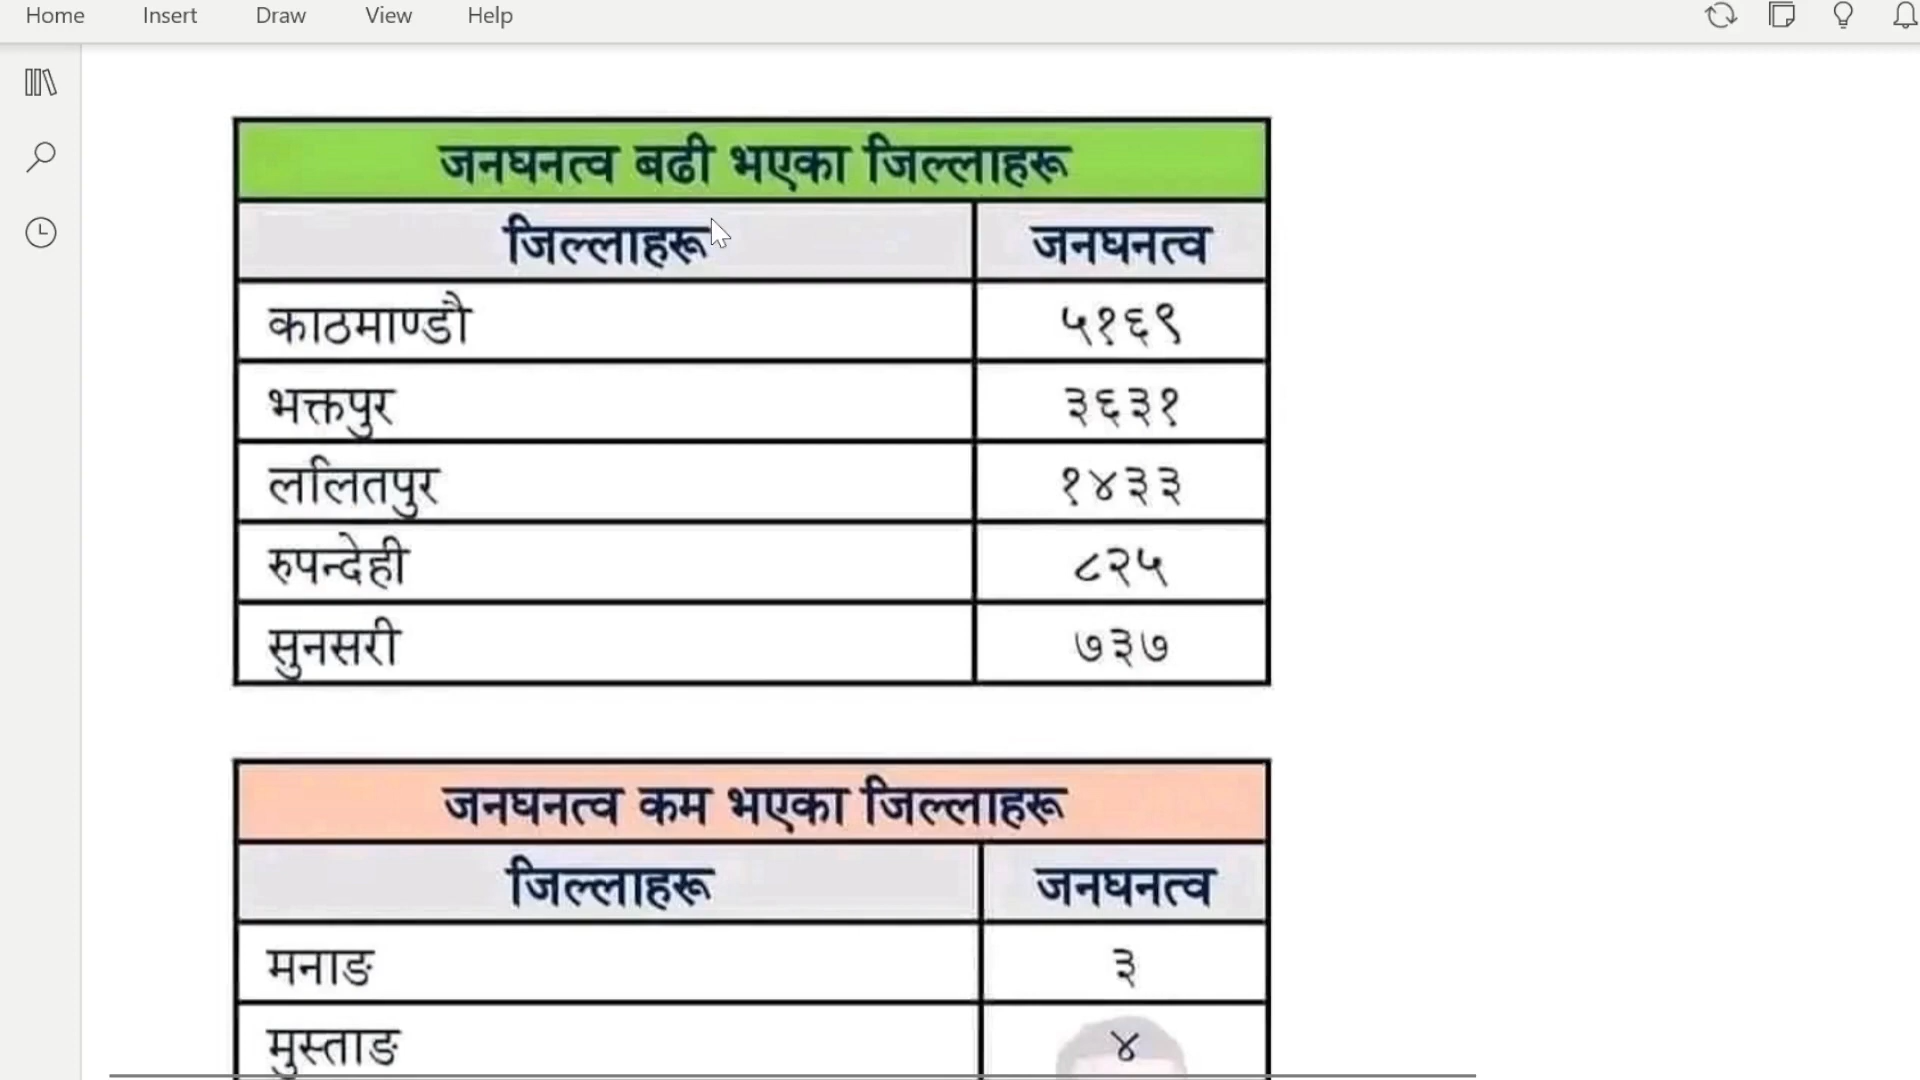 Home Insert Draw View Help
जनघनत्व बढी भएका जिल्लाहरू
जिल्लाहरू जनघनत्व
काठमाण्डौ ५१६९
भक्तपुर ३६३१
ललितपुर १४३३
रुपन्देही ८२५
सुनसरी ७३७
जनघनत्व कम भएका जिल्लाहरू
जिल्लाहरू जनघनत्व
मनाङ ३
मुस्ताङ ४